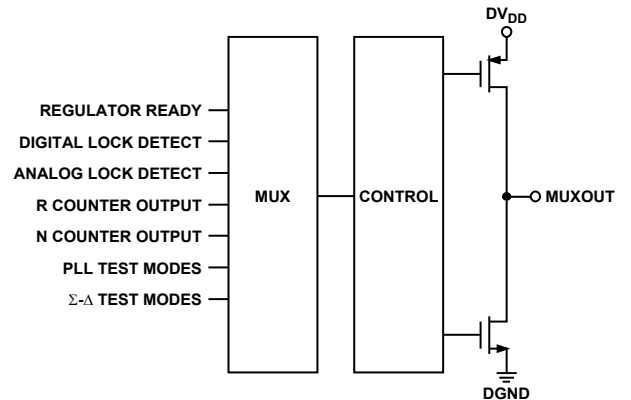 DVDD
REGULATOR READY
DIGITAL LOCK DETECT
ANALOG LOCK DETECT
R COUNTER OUTPUT
N COUNTER OUTPUT
PLL TEST MODES
Σ-Δ TEST MODES
MUX
CONTROL
MUXOUT
DGND